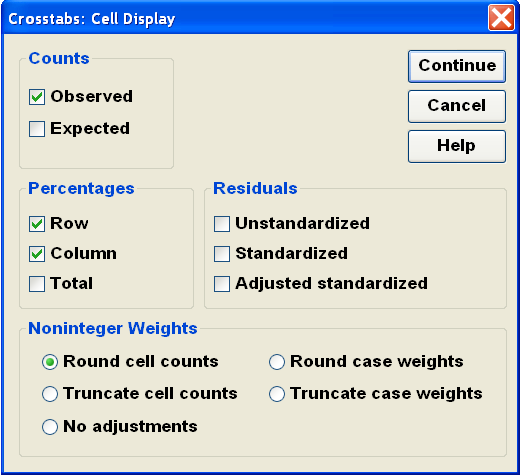 Crosstabs: Cell Display
Counts
Observed
Expected
Continue
Cancel
Help
Percentages
Row
Column
Total
Residuals
Unstandardized
Standardized
Adjusted standardized
Noninteger Weights
Round cell counts
Round case weights
Truncate cell counts
Truncate case weights
No adjustments